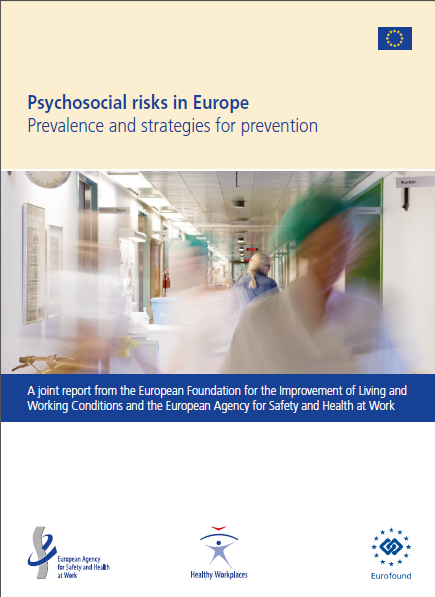 Psychosocial risks in Europe
Prevalence and strategies for prevention
A joint report from the European Foundation for the Improvement of Living and
Working Conditions and the European Agency for Safety and Health at Work
European Agency
for Safety and Health
at Work
Healthy Workplaces
Eurofound